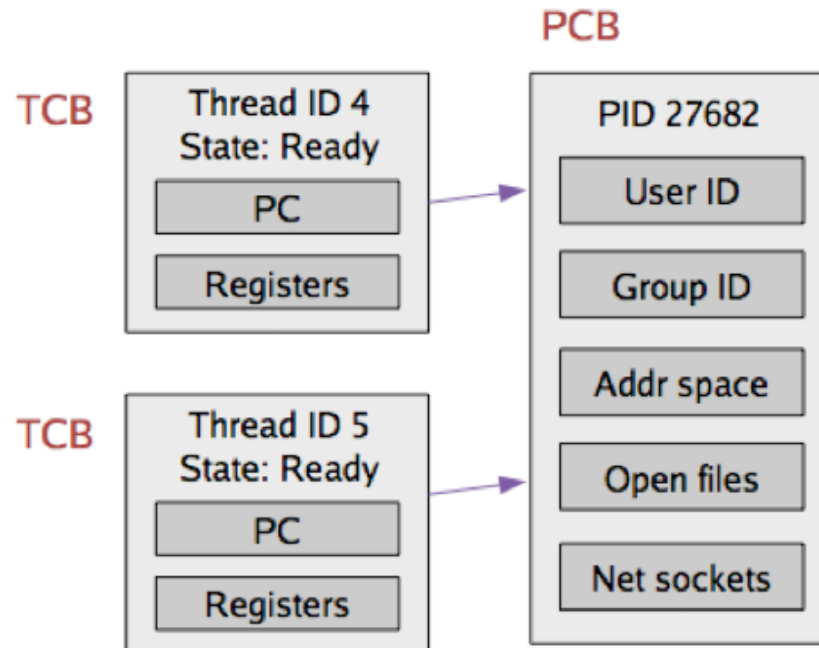 PCB
TCB
Thread ID 4
State: Ready
PC
Registers
TCB
Thread ID 5
State: Ready
PC
Registers
PID 27682
User ID
Group ID
Addr space
Open files
Net sockets